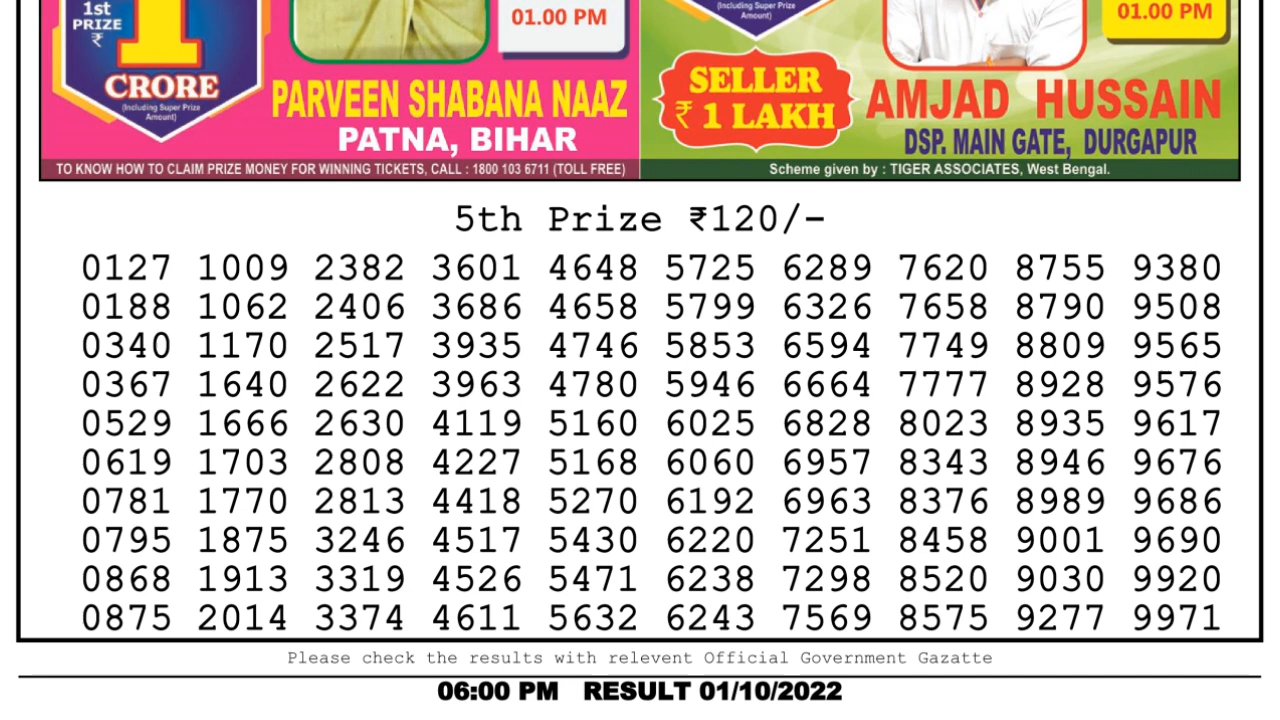 1st
PRIZE
₹
1
CRORE
(Including Super Prize
Amount)
01.00 PM
PARVEEN SHABANA NAAZ
PATNA, BIHAR
TO KNOW HOW TO CLAIM PRIZE MONEY FOR WINNING TICKETS, CALL : 1800 103 6711 (TOLL FREE)
(Including Super Prize
Amount)
01.00 PM
SELLER
₹ 1 LAKH
AMJAD HUSSAIN
DSP. MAIN GATE, DURGAPUR
Scheme given by : TIGER ASSOCIATES, West Bengal.
5th Prize ₹120/-
0127 1009 2382 3601 4648 5725 6289 7620 8755 9380
0188 1062 2406 3686 4658 5799 6326 7658 8790 9508
0340 1170 2517 3935 4746 5853 6594 7749 8809 9565
0367 1640 2622 3963 4780 5946 6664 7777 8928 9576
0529 1666 2630 4119 5160 6025 6828 8023 8935 9617
0619 1703 2808 4227 5168 6060 6957 8343 8946 9676
0781 1770 2813 4418 5270 6192 6963 8376 8989 9686
0795 1875 3246 4517 5430 6220 7251 8458 9001 9690
0868 1913 3319 4526 5471 6238 7298 8520 9030 9920
0875 2014 3374 4611 5632 6243 7569 8575 9277 9971
Please check the results with relevent Official Government Gazatte
06:00 PM RESULT 01/10/2022